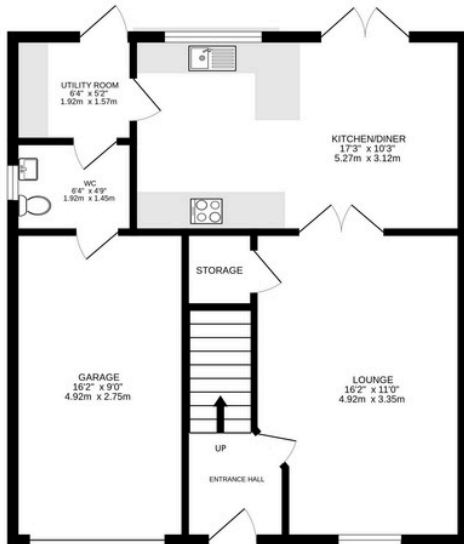 UTILITY ROOM
6'4" x 5'2"
1.92m x 1.57m
KITCHEN/DINER
17'3" x 10'3"
5.27m x 3.12m
WC
6'4" x 4'9"
1.92m x 1.45m
STORAGE
GARAGE
16'2" x 9'0"
4.92m x 2.75m
LOUNGE
16'2" x 11'0"
4.92m x 3.35m
UP
ENTRANCE HALL